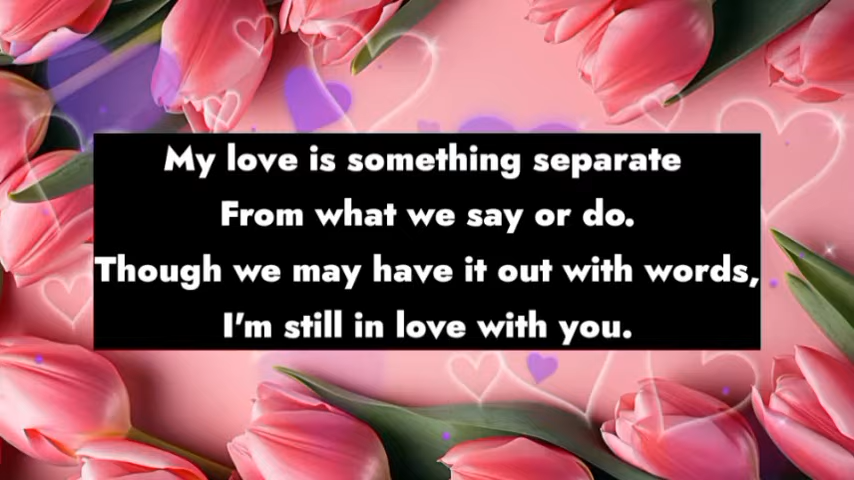 My love is something separate
From what we say or do.
Though we may have it out with words,
I'm still in love with you.